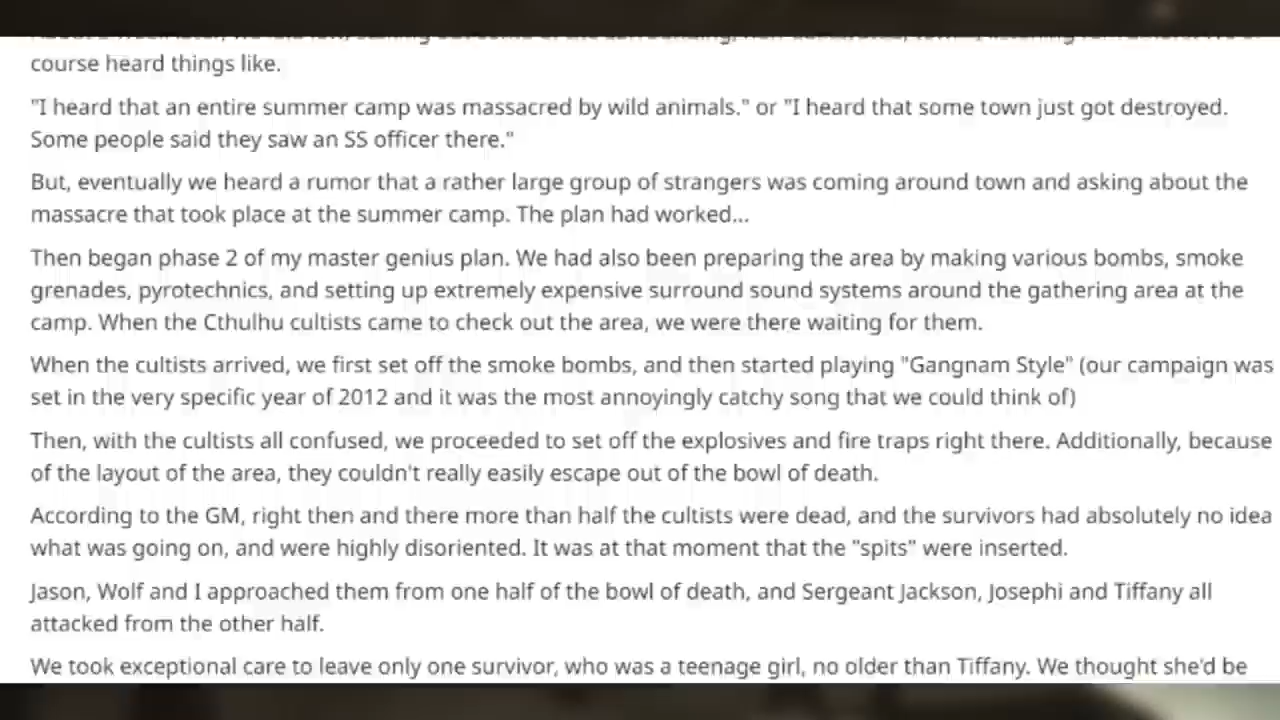 course heard things like.
"I heard that an entire summer camp was massacred by wild animals." or "I heard that some town just got destroyed.
Some people said they saw an SS officer there."
But, eventually we heard a rumor that a rather large group of strangers was coming around town and asking about the
massacre that took place at the summer camp. The plan had worked...
Then began phase 2 of my master genius plan. We had also been preparing the area by making various bombs, smoke
grenades, pyrotechnics, and setting up extremely expensive surround sound systems around the gathering area at the
camp. When the Cthulhu cultists came to check out the area, we were there waiting for them.
When the cultists arrived, we first set off the smoke bombs, and then started playing "Gangnam Style" (our campaign was
set in the very specific year of 2012 and it was the most annoyingly catchy song that we could think of)
Then, with the cultists all confused, we proceeded to set off the explosives and fire traps right there. Additionally, because
of the layout of the area, they couldn't really easily escape out of the bowl of death.
According to the GM, right then and there more than half the cultists were dead, and the survivors had absolutely no idea
what was going on, and were highly disoriented. It was at that moment that the "spits" were inserted.
Jason, Wolf and I approached them from one half of the bowl of death, and Sergeant Jackson, Josephi and Tiffany all
attacked from the other half.
We took exceptional care to leave only one survivor, who was a teenage girl, no older than Tiffany. We thought she'd be